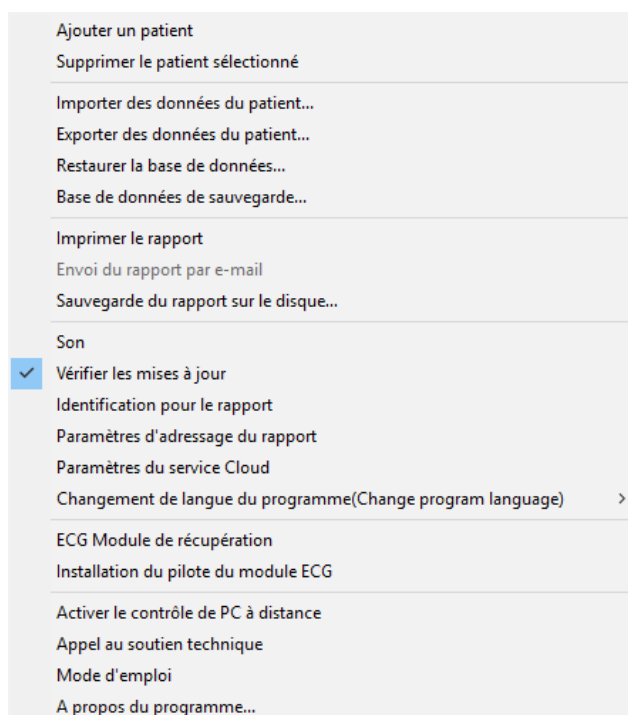 Ajouter un patient
Supprimer le patient sélectionné
Importer des données du patient...
Exporter des données du patient...
Restaurer la base de données...
Base de données de sauvegarde...
Imprimer le rapport
Envoi du rapport par e-mail
Sauvegarde du rapport sur le disque...
Son
Vérifier les mises à jour
Identification pour le rapport
Paramètres d'adressage du rapport
Paramètres du service Cloud
Changement de langue du programme(Change program language)
ECG Module de récupération
Installation du pilote du module ECG
Activer le contrôle de PC à distance
Appel au soutien technique
Mode d'emploi
A propos du programme...